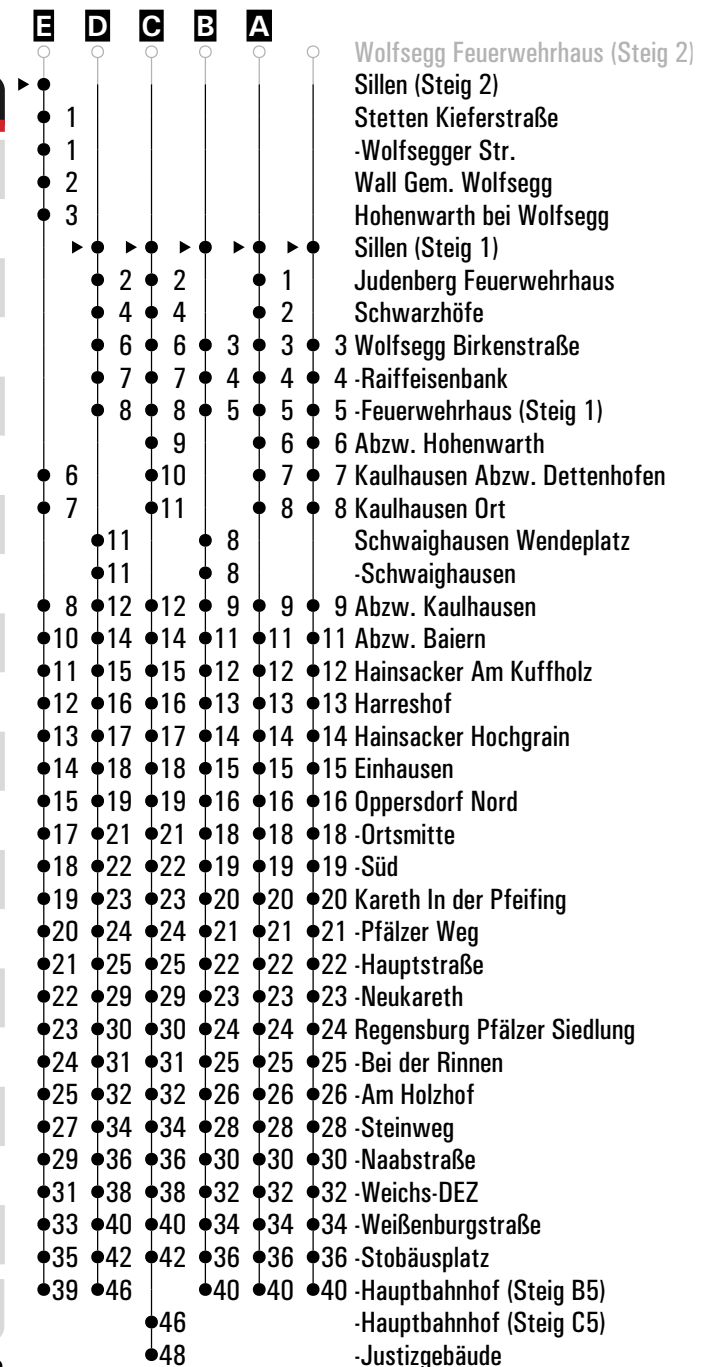 E D C B A
Wolfsegg Feuerwehrhaus (Steig 2)
Sillen (Steig 2)
1 Stetten Kieferstraße
1 -Wolfsegger Str.
2 Wall Gem. Wolfsegg
3 Hohenwarth bei Wolfsegg
Sillen (Steig 1)
2 2 1 Judenberg Feuerwehrhaus
4 4 2 Schwarzhöfe
6 6 3 3 3 Wolfsegg Birkenstraße
7 7 4 4 4 -Raiffeisenbank
8 8 5 5 5 -Feuerwehrhaus (Steig 1)
9 6 6 Abzw. Hohenwarth
6 10 7 7 Kaulhausen Abzw. Dettenhofen
7 11 8 8 Kaulhausen Ort
11 8 Schwaighausen Wendeplatz
11 8 -Schwaighausen
8 12 12 9 9 9 Abzw. Kaulhausen
10 14 14 11 11 11 Abzw. Baiern
11 15 15 12 12 12 Hainsacker Am Kuffholz
12 16 16 13 13 13 Harreshof
13 17 17 14 14 14 Hainsacker Hochgrain
14 18 18 15 15 15 Einhausen
15 19 19 16 16 16 Oppersdorf Nord
17 21 21 18 18 18 -Ortsmitte
18 22 22 19 19 19 -Süd
19 23 23 20 20 20 Kareth In der Pfeifing
20 24 24 21 21 21 -Pfälzer Weg
21 25 25 22 22 22 -Hauptstraße
22 29 29 23 23 23 -Neukareth
23 30 30 24 24 24 Regensburg Pfälzer Siedlung
24 31 31 25 25 25 -Bei der Rinnen
25 32 32 26 26 26 -Am Holzhof
27 34 34 28 28 28 -Steinweg
29 36 36 30 30 30 -Naabstraße
31 38 38 32 32 32 -Weichs-DEZ
33 40 40 34 34 34 -Weißenburgstraße
35 42 42 36 36 36 -Stobäusplatz
39 46 40 40 40 -Hauptbahnhof (Steig B5)
46 -Hauptbahnhof (Steig C5)
48 -Justizgebäude